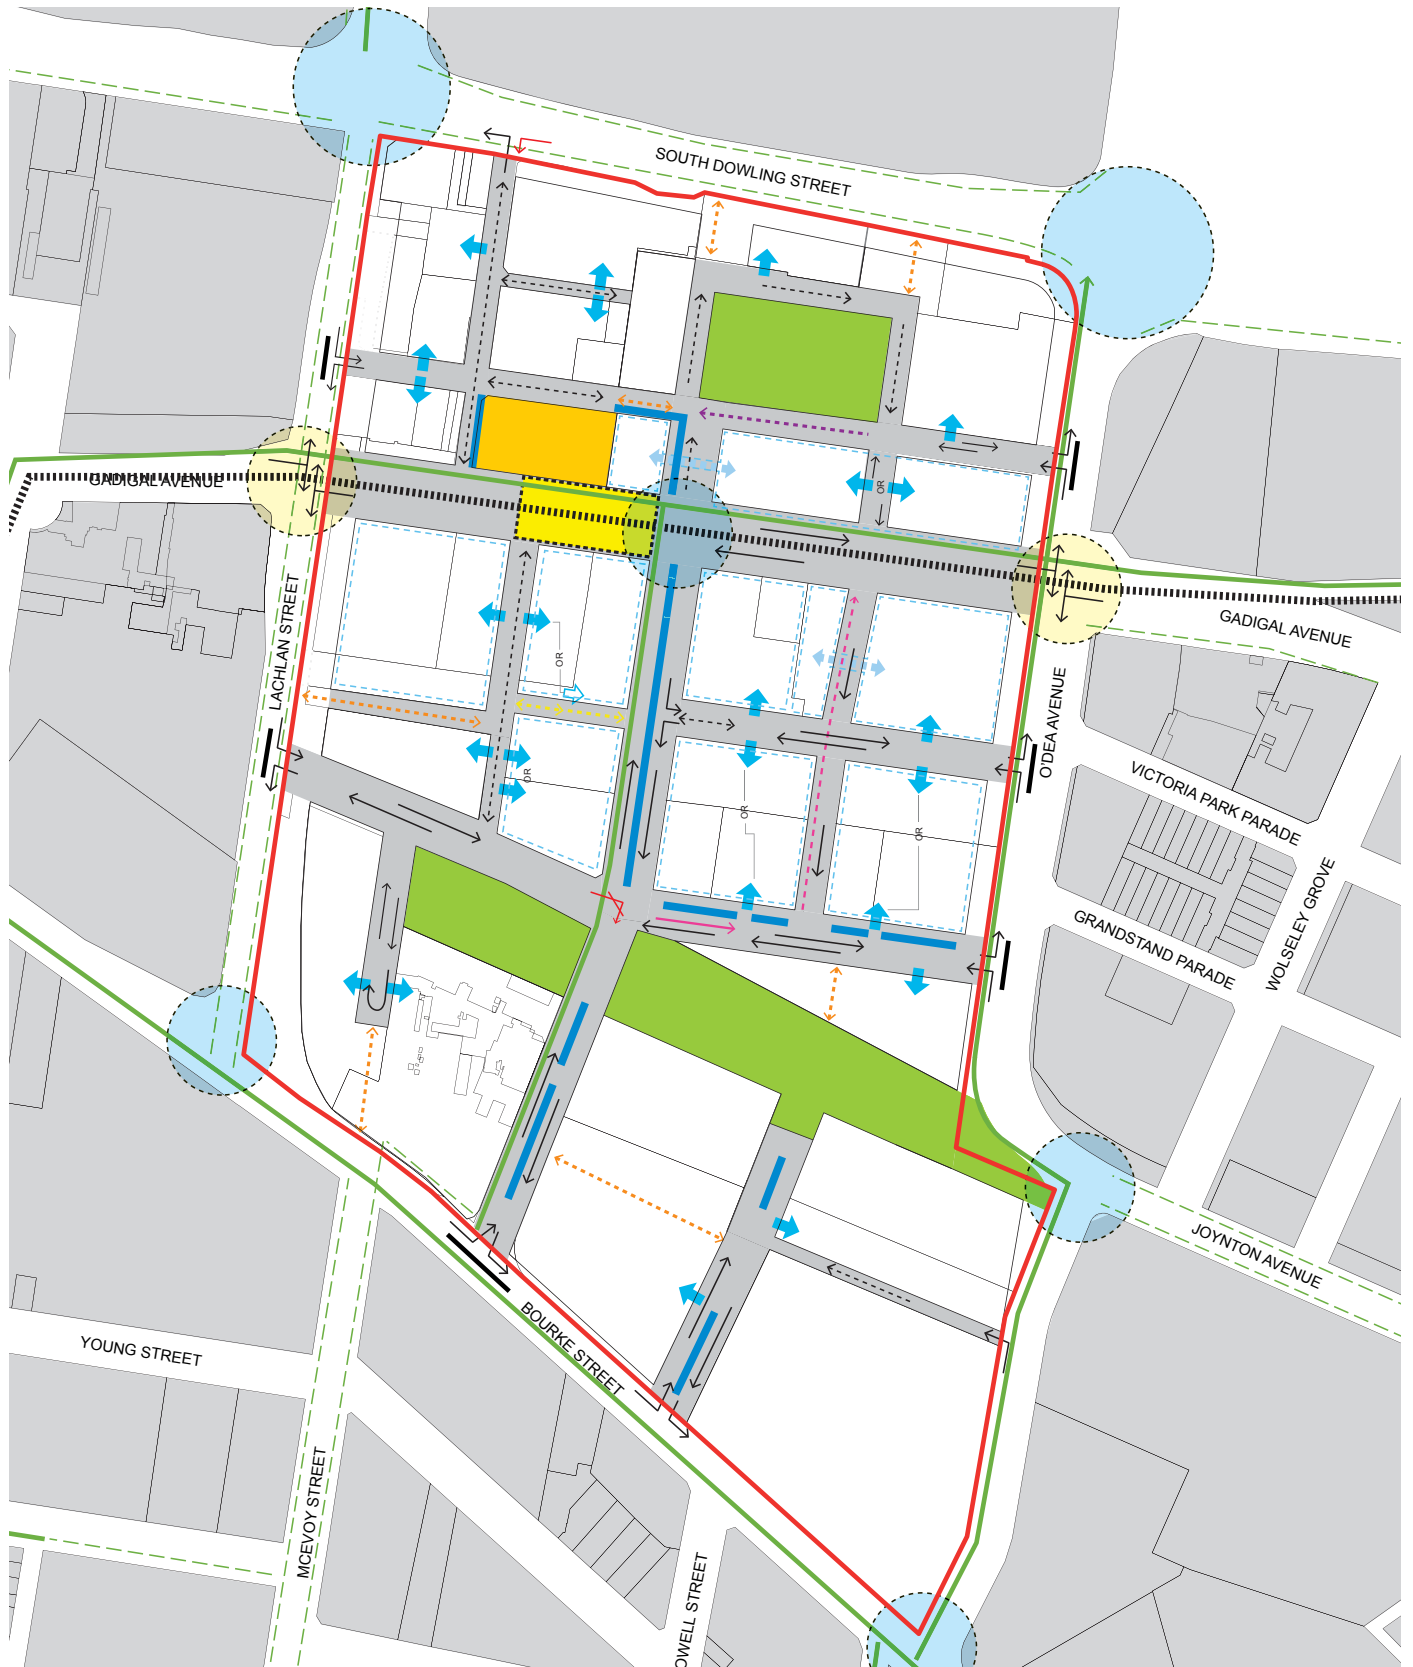 SOUTH DOWLING STREET
GADIGAL AVENUE
OR
GADIGAL AVENUE
LACHLAN STREET
OR
O'DEA AVENUE
OR
OR
OR
VICTORIA PARK PARADE
WOLSELEY GROVE
GRANDSTAND PARADE
JOYNTON AVENUE
BOURKE STREET
YOUNG STREET
MCEVOY STREET
OWELL STREET